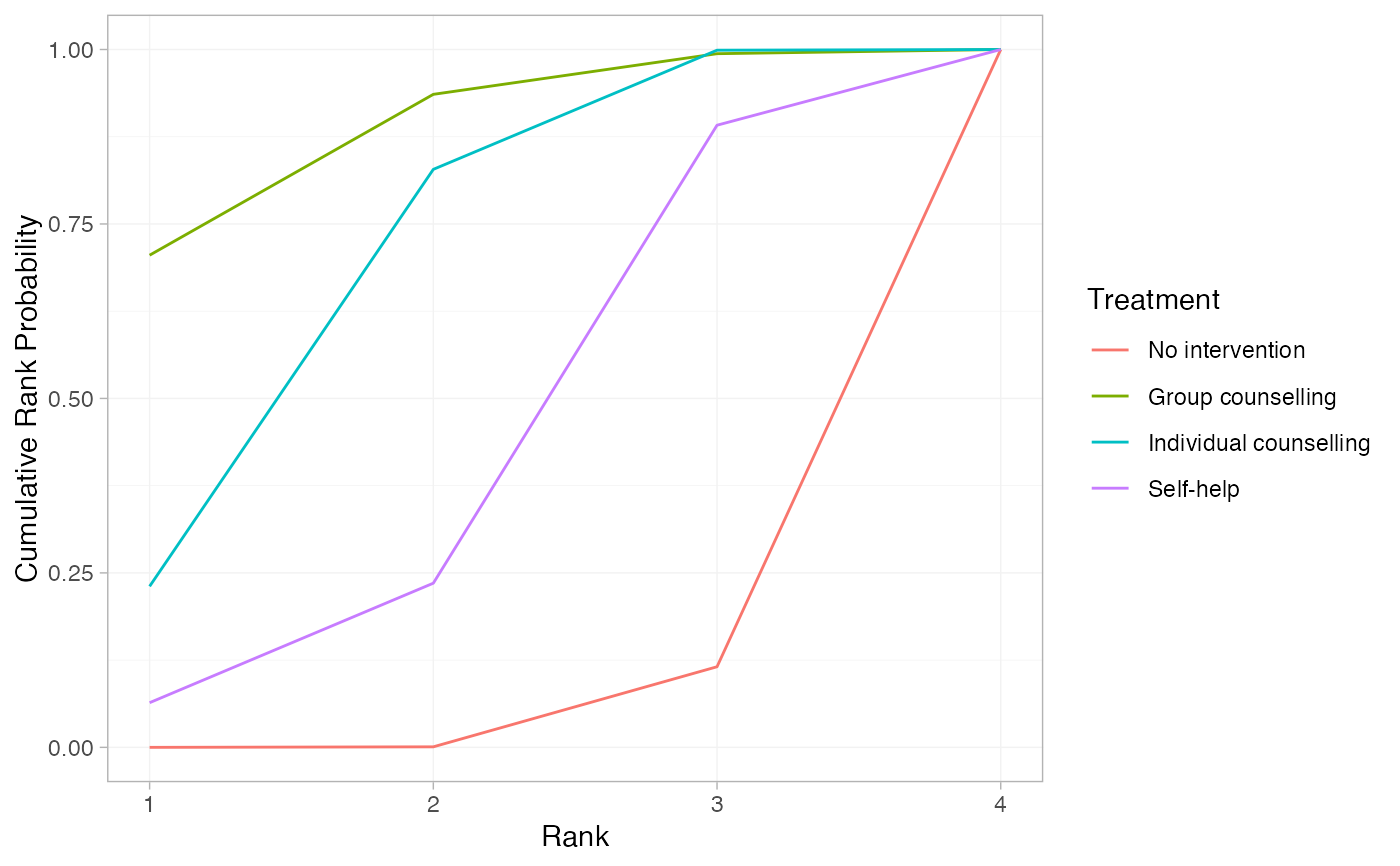 1.00
0.75
0.50
0.25
0.00
Cumulative Rank Probability
1 2 3 4
Rank
Treatment
No intervention
Group counselling
Individual counselling
Self-help